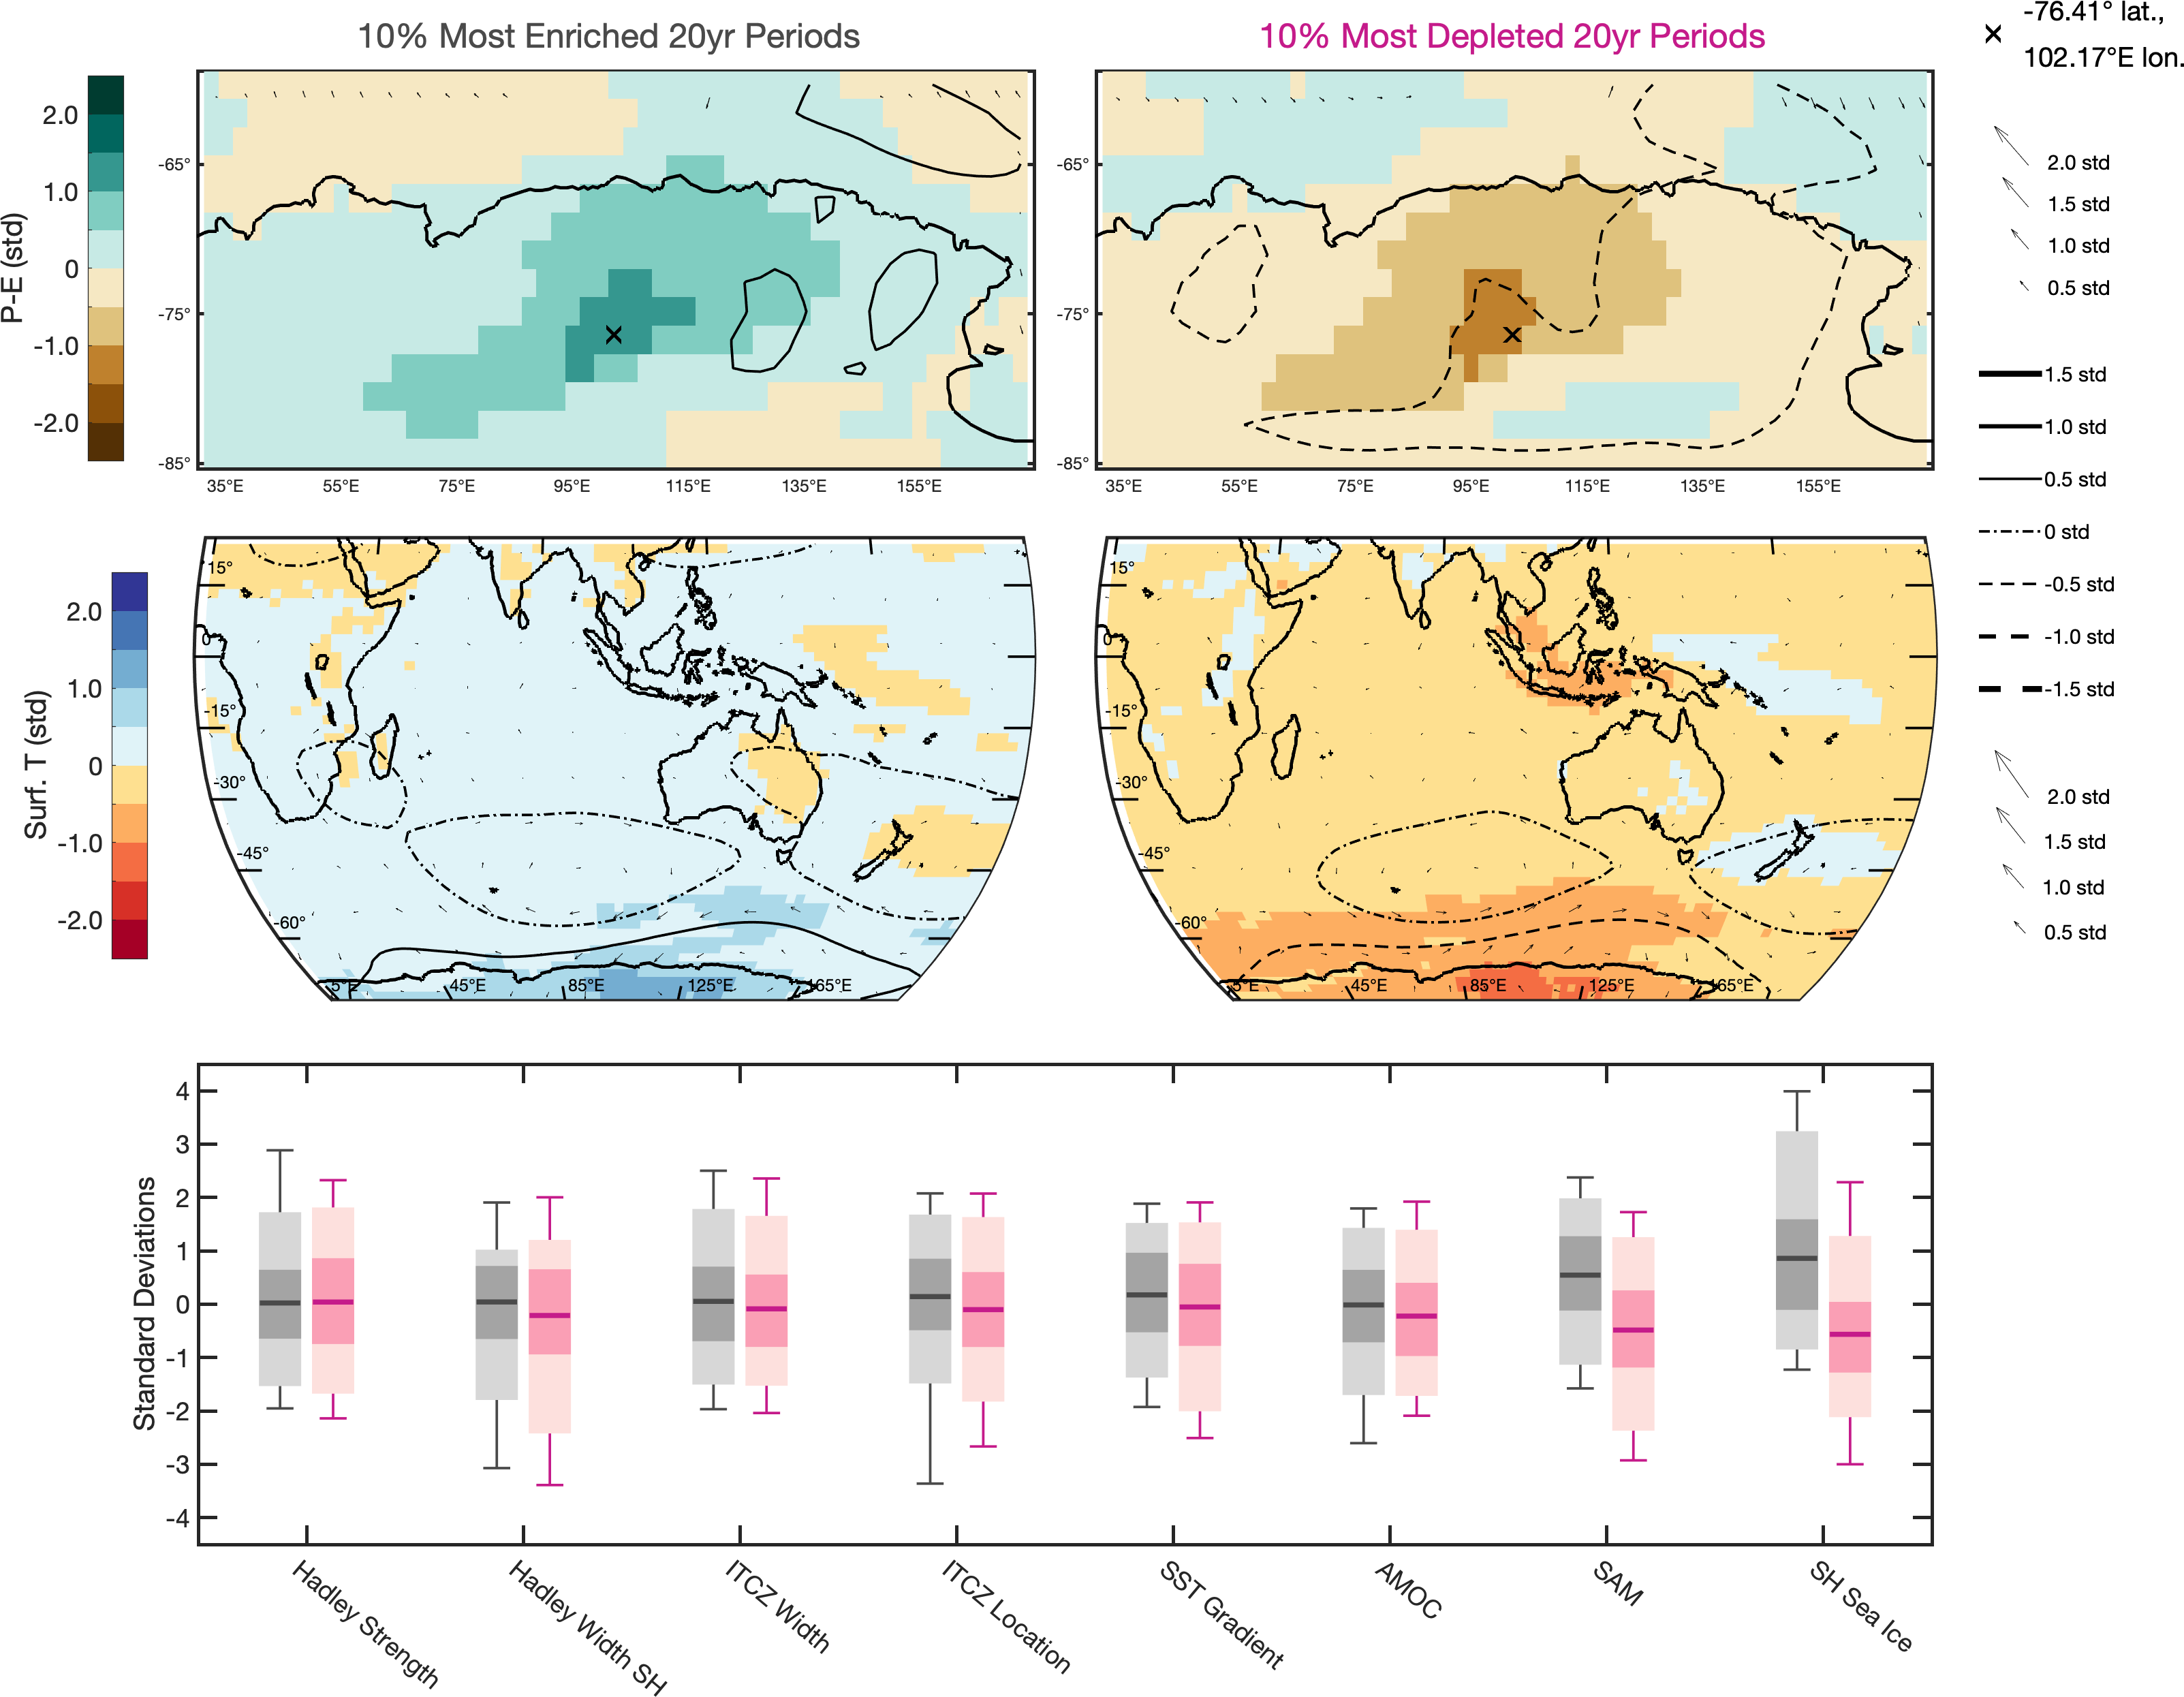 10% Most Enriched 20yr Periods
10% Most Depleted 20yr Periods
-76.41° lat.,
102.17°E lon.
P-E (std)
2.0
1.0
0
-1.0
-2.0
-65°
-75°
-85°
35°E 55°E 75°E 95°E 115°E 135°E 155°E
-65°
-75°
-85°
35°E 55°E 75°E 95°E 115°E 135°E 155°E
2.0 std
1.5 std
1.0 std
0.5 std
1.5 std
1.0 std
0.5 std
0 std
-0.5 std
-1.0 std
-1.5 std
Surf. T (std)
2.0
1.0
0
-1.0
-2.0
15°
0°
-15°
-30°
-45°
-60°
5°E 45°E 85°E 125°E 165°E
15°
0°
-15°
-30°
-45°
-60°
5°E 45°E 85°E 125°E 165°E
2.0 std
1.5 std
1.0 std
0.5 std
Standard Deviations
4
3
2
1
0
-1
-2
-3
-4
Hadley Strength
Hadley Width SH
ITCZ Width
ITCZ Location
SST Gradient
AMOC
SAM
SH Sea Ice